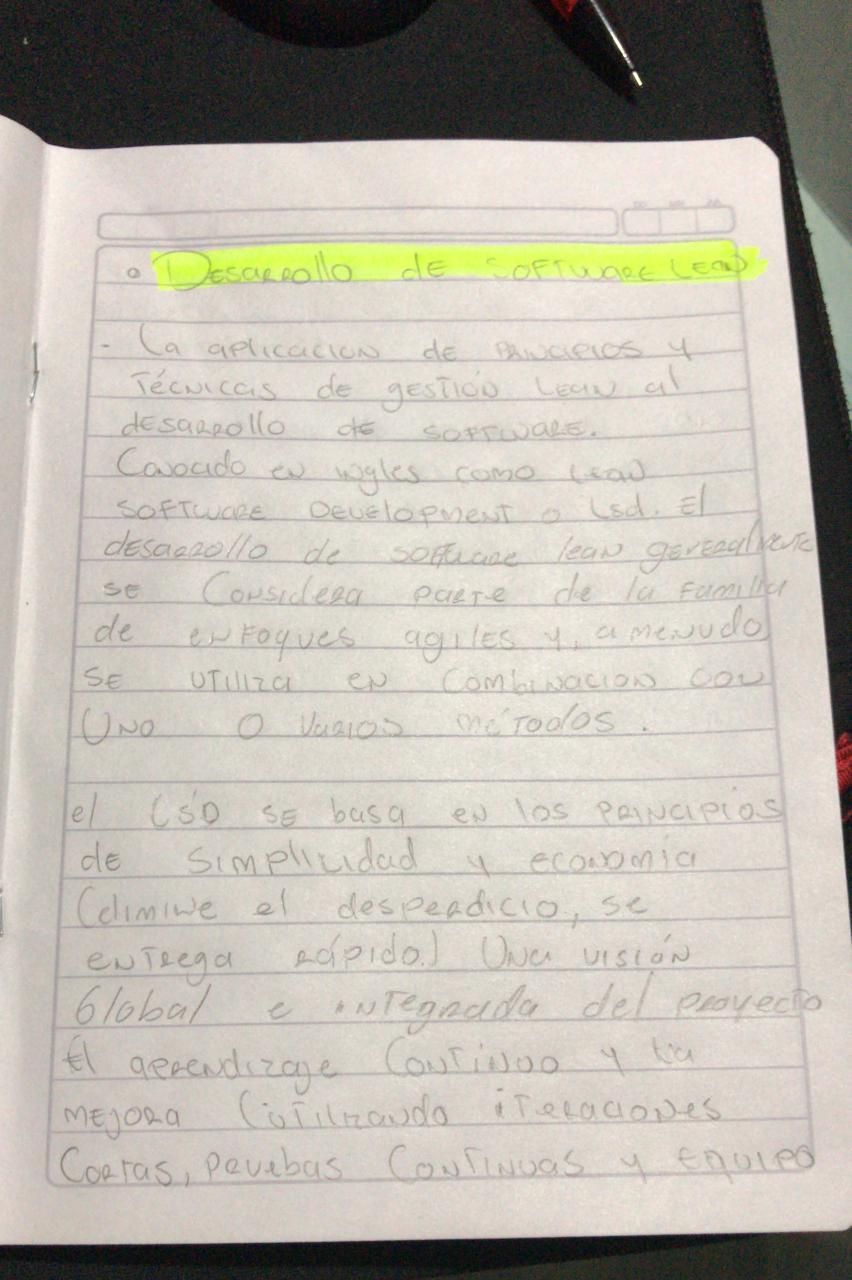 o Desarrollo de software Lean
- La aplicacion de principios y
Técnicas de gestión Lean al
desarrollo de software.
Conocido en ingles como Lean
software Development o Lsd. El
desarrollo de software lean generalmente
se Considera parte de la Familia
de enfoques agiles y, a menudo
se utiliza en combinacion con
Uno o varios métodos.
el LSD se basa en los principios
de simplicidad y economía
(elimine el desperdicio, se
entrega rápido.) Una visión
Global e integrada del proyecto
El aprendizaje Continuo y la
mejora (utilizando iteraciones
Cortas, pruebas Continuas y equipo